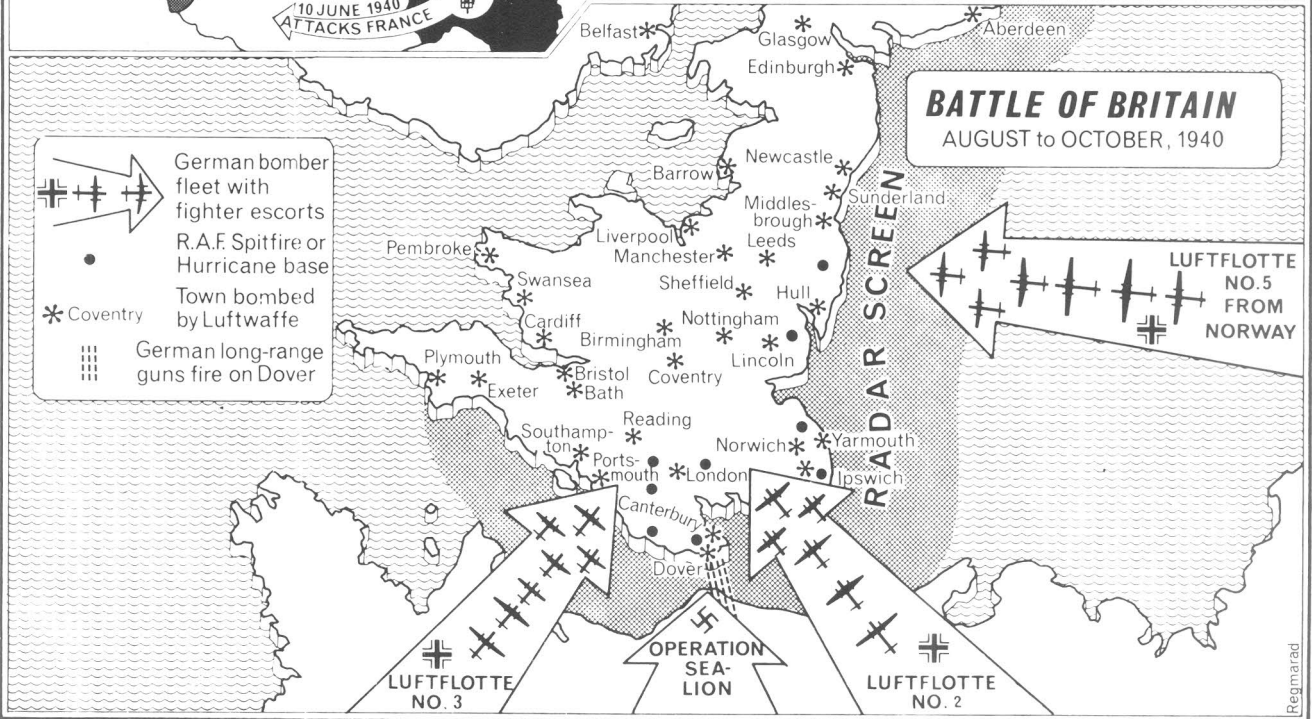 10 JUNE 1940
ATTACKS FRANCE
Belfast
Glasgow
Aberdeen
Edinburgh
BATTLE OF BRITAIN
AUGUST to OCTOBER, 1940
German bomber
fleet with
fighter escorts
R.A.F. Spitfire or
Hurricane base
Coventry
Town bombed
by Luftwaffe
German long-range
guns fire on Dover
Barrow
Newcastle
Sunderland
Middles-
brough
Liverpool
Manchester
Leeds
Pembroke
Swansea
Sheffield
Hull
Cardiff
Birmingham
Nottingham
Lincoln
Plymouth
Exeter
Bristol
Bath
Coventry
Reading
Southamp-
ton
Ports-
mouth
London
Norwich
Yarmouth
Ipswich
Canterbury
Dover
RADAR SCREEN
LUFTFLOTTE
NO.5
FROM
NORWAY
LUFTFLOTTE
NO. 3
OPERATION
SEA-
LION
LUFTFLOTTE
NO. 2
Regmarad